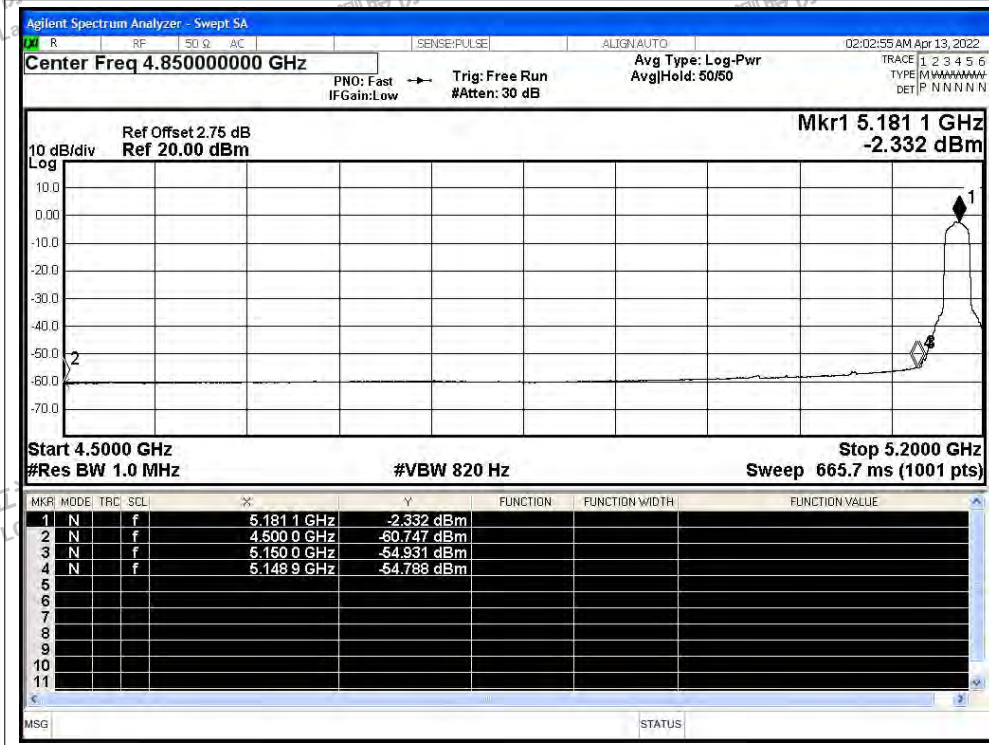 Agilent Spectrum Analyzer - Swept SA
LXI R RF 50 Ω AC SENSE:PULSE ALIGN AUTO 02:02:55 AM Apr 13, 2022
Center Freq 4.850000000 GHz
PNO: Fast
IFGain:Low
Trig: Free Run
#Atten: 30 dB
Avg Type: Log-Pwr
Avg|Hold: 50/50
TRACE 1 2 3 4 5 6
TYPE M WWWWW
DET P N N N N N
Mkr1 5.181 1 GHz
-2.332 dBm
Ref Offset 2.75 dB
10 dB/div Ref 20.00 dBm
Log
10.0
0.00
-10.0
-20.0
-30.0
-40.0
-50.0
-60.0
-70.0
1
2
4
Start 4.5000 GHz Stop 5.2000 GHz
#Res BW 1.0 MHz #VBW 820 Hz Sweep 665.7 ms (1001 pts)
MKR MODE TRC SCL X Y FUNCTION FUNCTION WIDTH FUNCTION VALUE
1 N f 5.181 1 GHz -2.332 dBm
2 N f 4.500 0 GHz -60.747 dBm
3 N f 5.150 0 GHz -54.931 dBm
4 N f 5.148 9 GHz -54.788 dBm
5
6
7
8
9
10
11
MSG STATUS